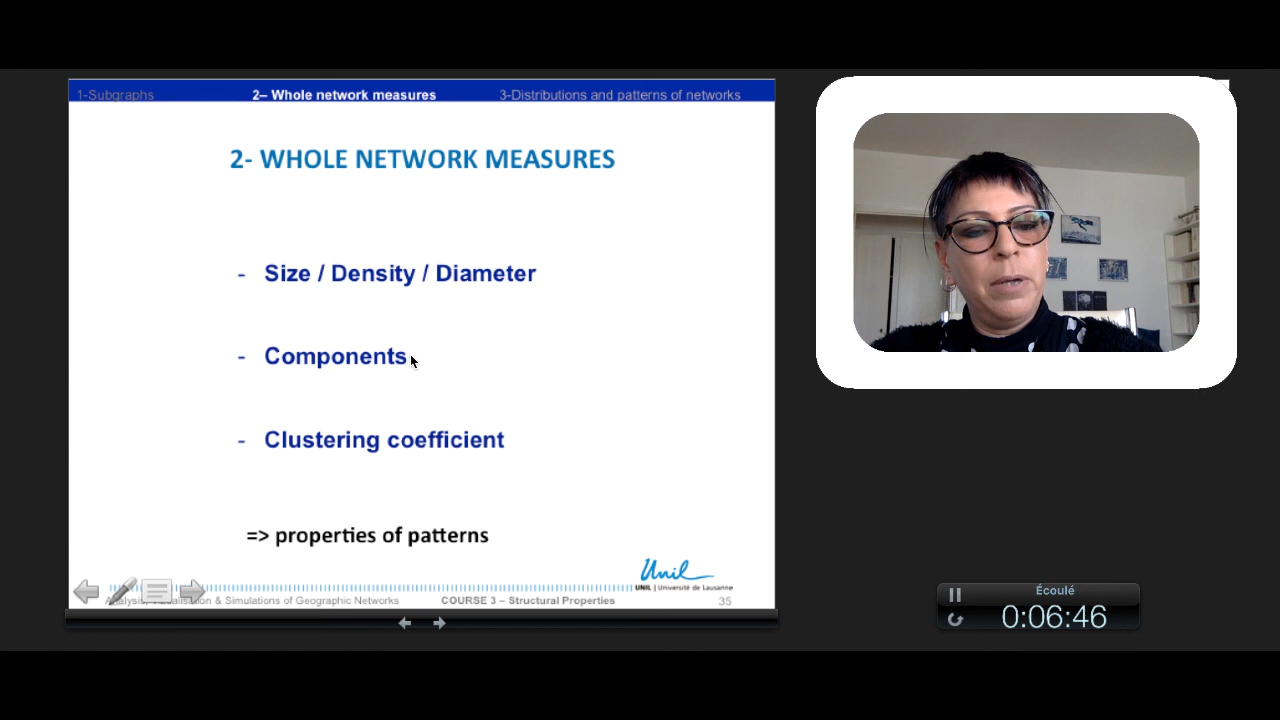 1-Subgraphs 2– Whole network measures 3-Distributions and patterns of networks
2- WHOLE NETWORK MEASURES
- Size / Density / Diameter
- Components
- Clustering coefficient
=> properties of patterns
Unil
UNIL | Université de Lausanne
& Simulations of Geographic Networks COURSE 3 – Structural Properties 35
Écoulé
0:06:46